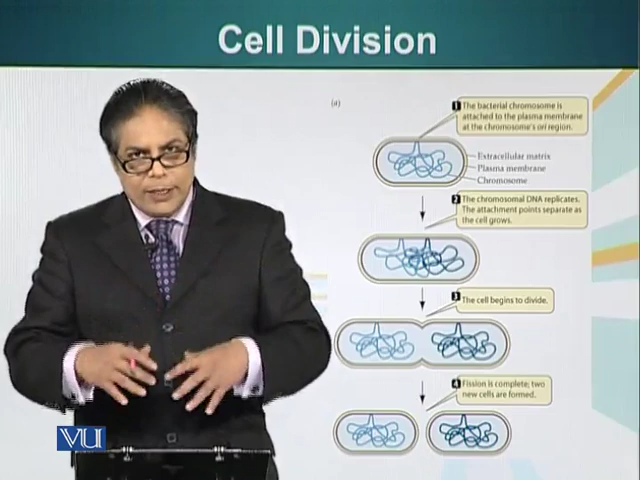 Cell Division
(a)
1 The bacterial chromosome is
attached to the plasma membrane
at the chromosome's ori region.
Extracellular matrix
Plasma membrane
Chromosome
2 The chromosomal DNA replicates.
The attachment points separate as
the cell grows.
3 The cell begins to divide.
4 Fission is complete; two
new cells are formed.
VU